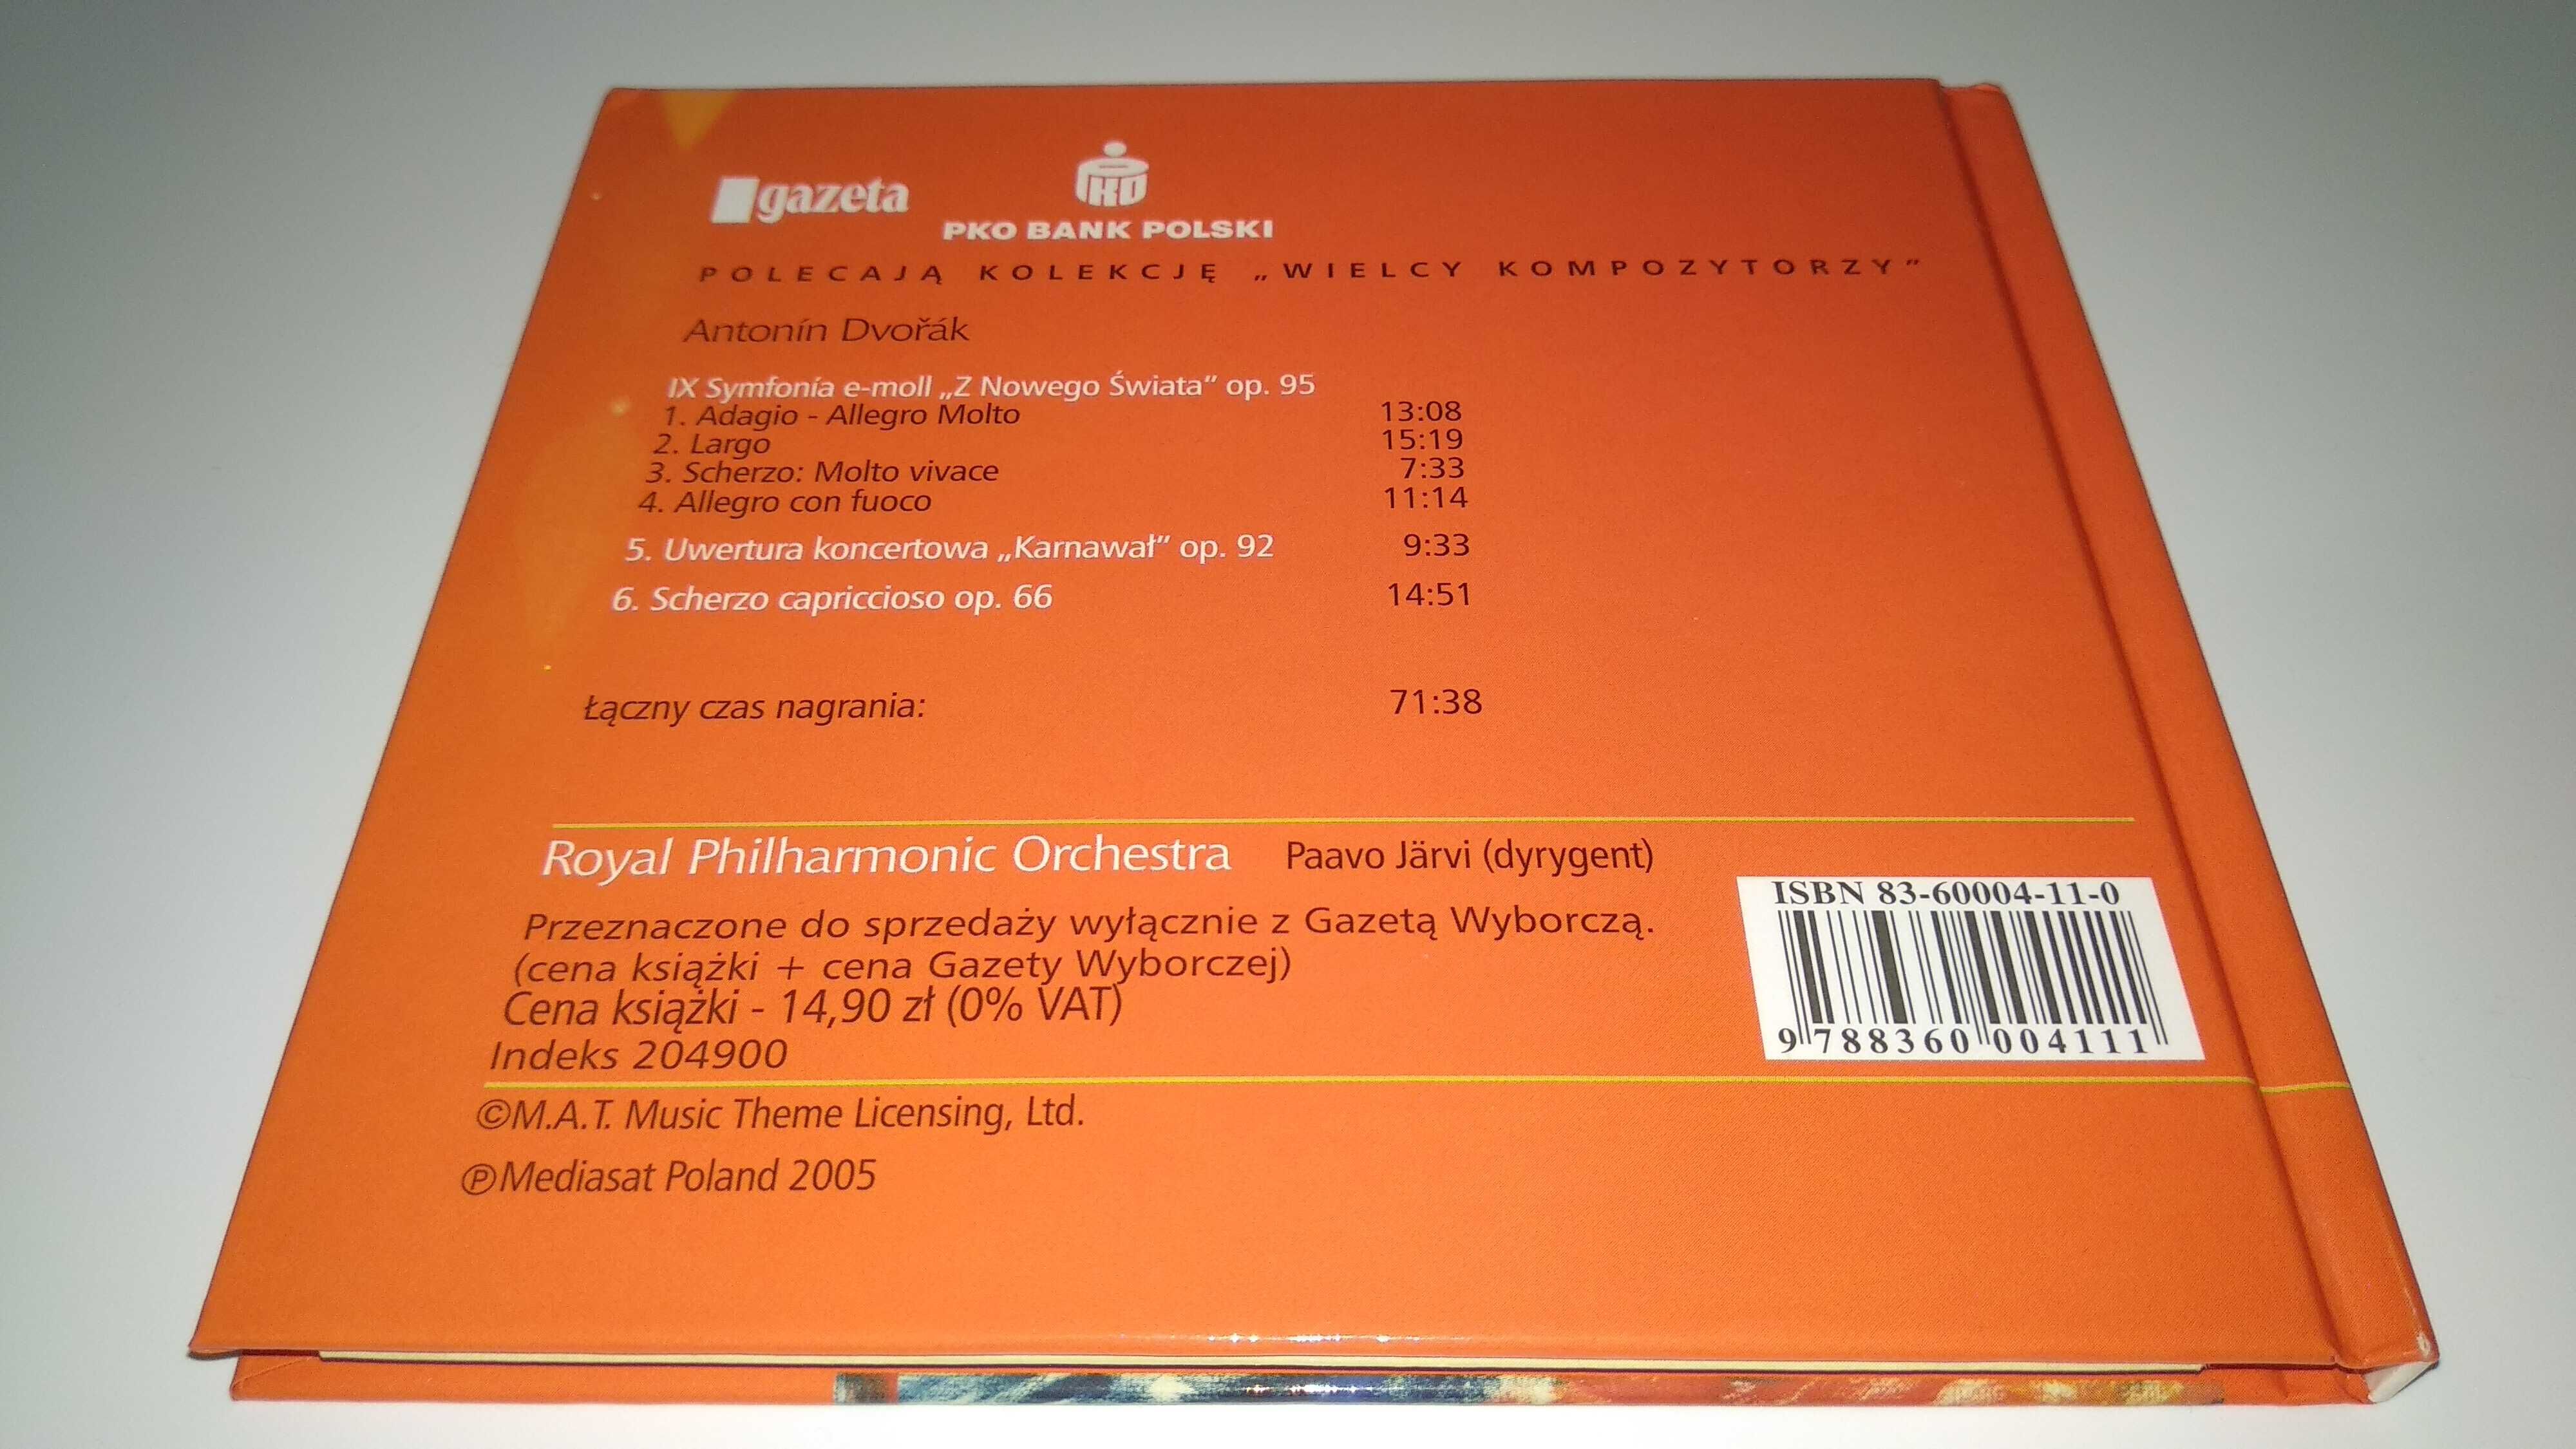 gazeta
PKO
PKO BANK POLSKI
POLECAJĄ KOLEKCJĘ „WIELCY KOMPOZYTORZY”
Antonín Dvořák
IX Symfonía e-moll „Z Nowego Świata” op. 95
1. Adagio - Allegro Molto 13:08
2. Largo 15:19
3. Scherzo: Molto vivace 7:33
4. Allegro con fuoco 11:14
5. Uwertura koncertowa „Karnawał” op. 92 9:33
6. Scherzo capriccioso op. 66 14:51
Łączny czas nagrania: 71:38
Royal Philharmonic Orchestra Paavo Järvi (dyrygent)
Przeznaczone do sprzedaży wyłącznie z Gazetą Wyborczą.
(cena książki + cena Gazety Wyborczej)
Cena książki - 14,90 zł (0% VAT)
Indeks 204900
ISBN 83-60004-11-0
9 788360 004111
©M.A.T. Music Theme Licensing, Ltd.
℗Mediasat Poland 2005